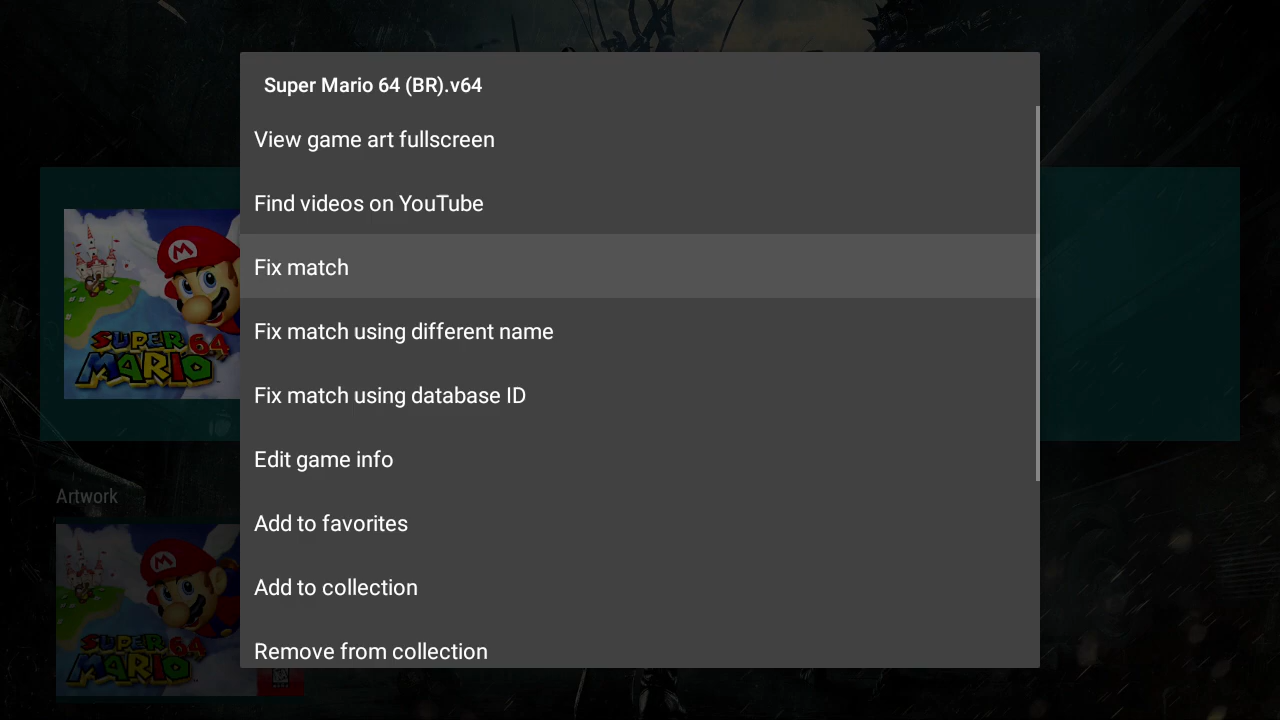 Super Mario 64 (BR).v64
View game art fullscreen
Find videos on YouTube
Fix match
Fix match using different name
Fix match using database ID
Edit game info
Add to favorites
Add to collection
Remove from collection
SUPER
MARIO 64
Artwork
SUPER
MARIO 64